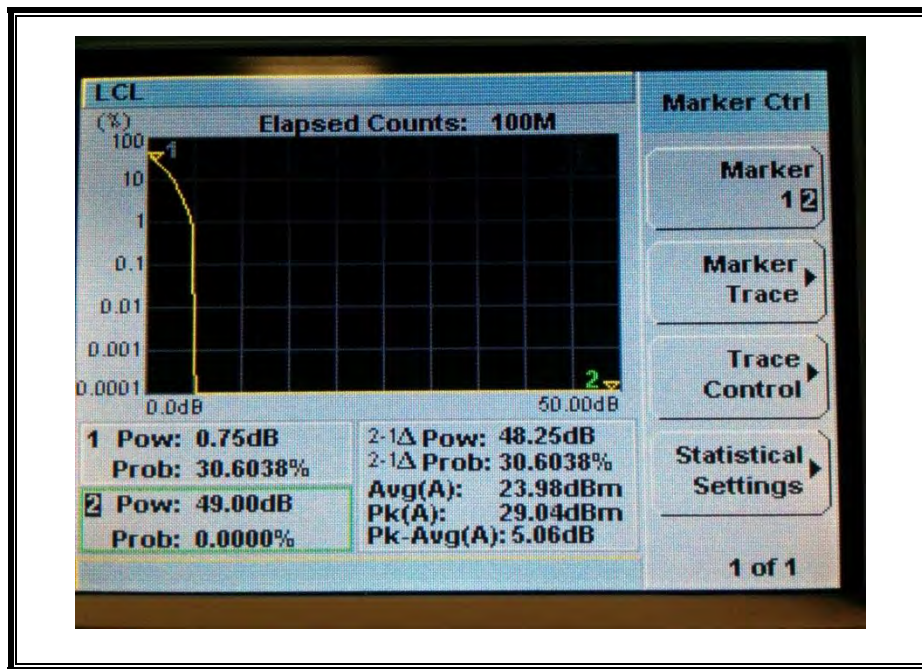 LCL
(%)
Elapsed Counts: 100M
100
10
1
0.1
0.01
0.001
0.0001
1
2
0.0dB
50.00dB
1 Pow: 0.75dB
Prob: 30.6038%
2 Pow: 49.00dB
Prob: 0.0000%
2-1Δ Pow: 48.25dB
2-1Δ Prob: 30.6038%
Avg(A): 23.98dBm
Pk(A): 29.04dBm
Pk-Avg(A): 5.06dB
Marker Ctrl
Marker
1 2
Marker
Trace
Trace
Control
Statistical
Settings
1 of 1